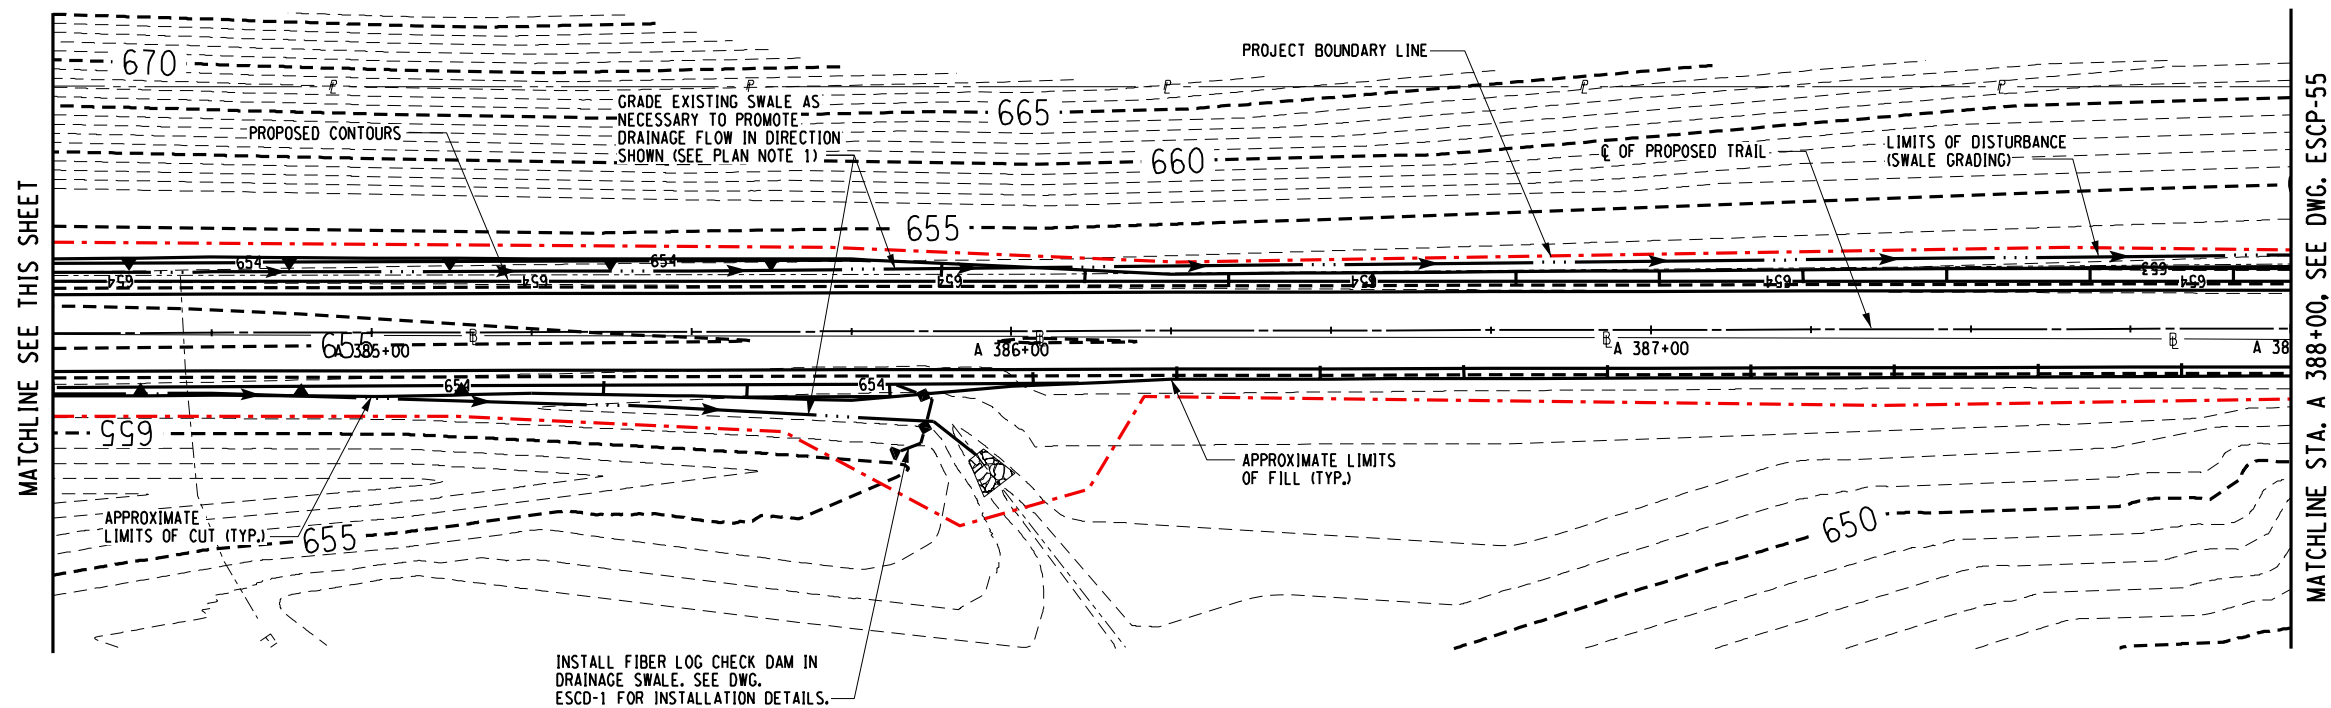 PROJECT BOUNDARY LINE
670
GRADE EXISTING SWALE AS
NECESSARY TO PROMOTE
DRAINAGE FLOW IN DIRECTION
SHOWN (SEE PLAN NOTE 1)
665
PROPOSED CONTOURS
660
℄ OF PROPOSED TRAIL
LIMITS OF DISTURBANCE
(SWALE GRADING)
655
654
654
653
654
654
654
654
654
654
655
A 385+00
A 386+00
A 387+00
A 38
654
654
655
APPROXIMATE LIMITS
OF FILL (TYP.)
APPROXIMATE
LIMITS OF CUT (TYP.)
655
650
INSTALL FIBER LOG CHECK DAM IN
DRAINAGE SWALE. SEE DWG.
ESCD-1 FOR INSTALLATION DETAILS.
MATCHLINE SEE THIS SHEET
MATCHLINE STA. A 388+00, SEE DWG. ESCP-55